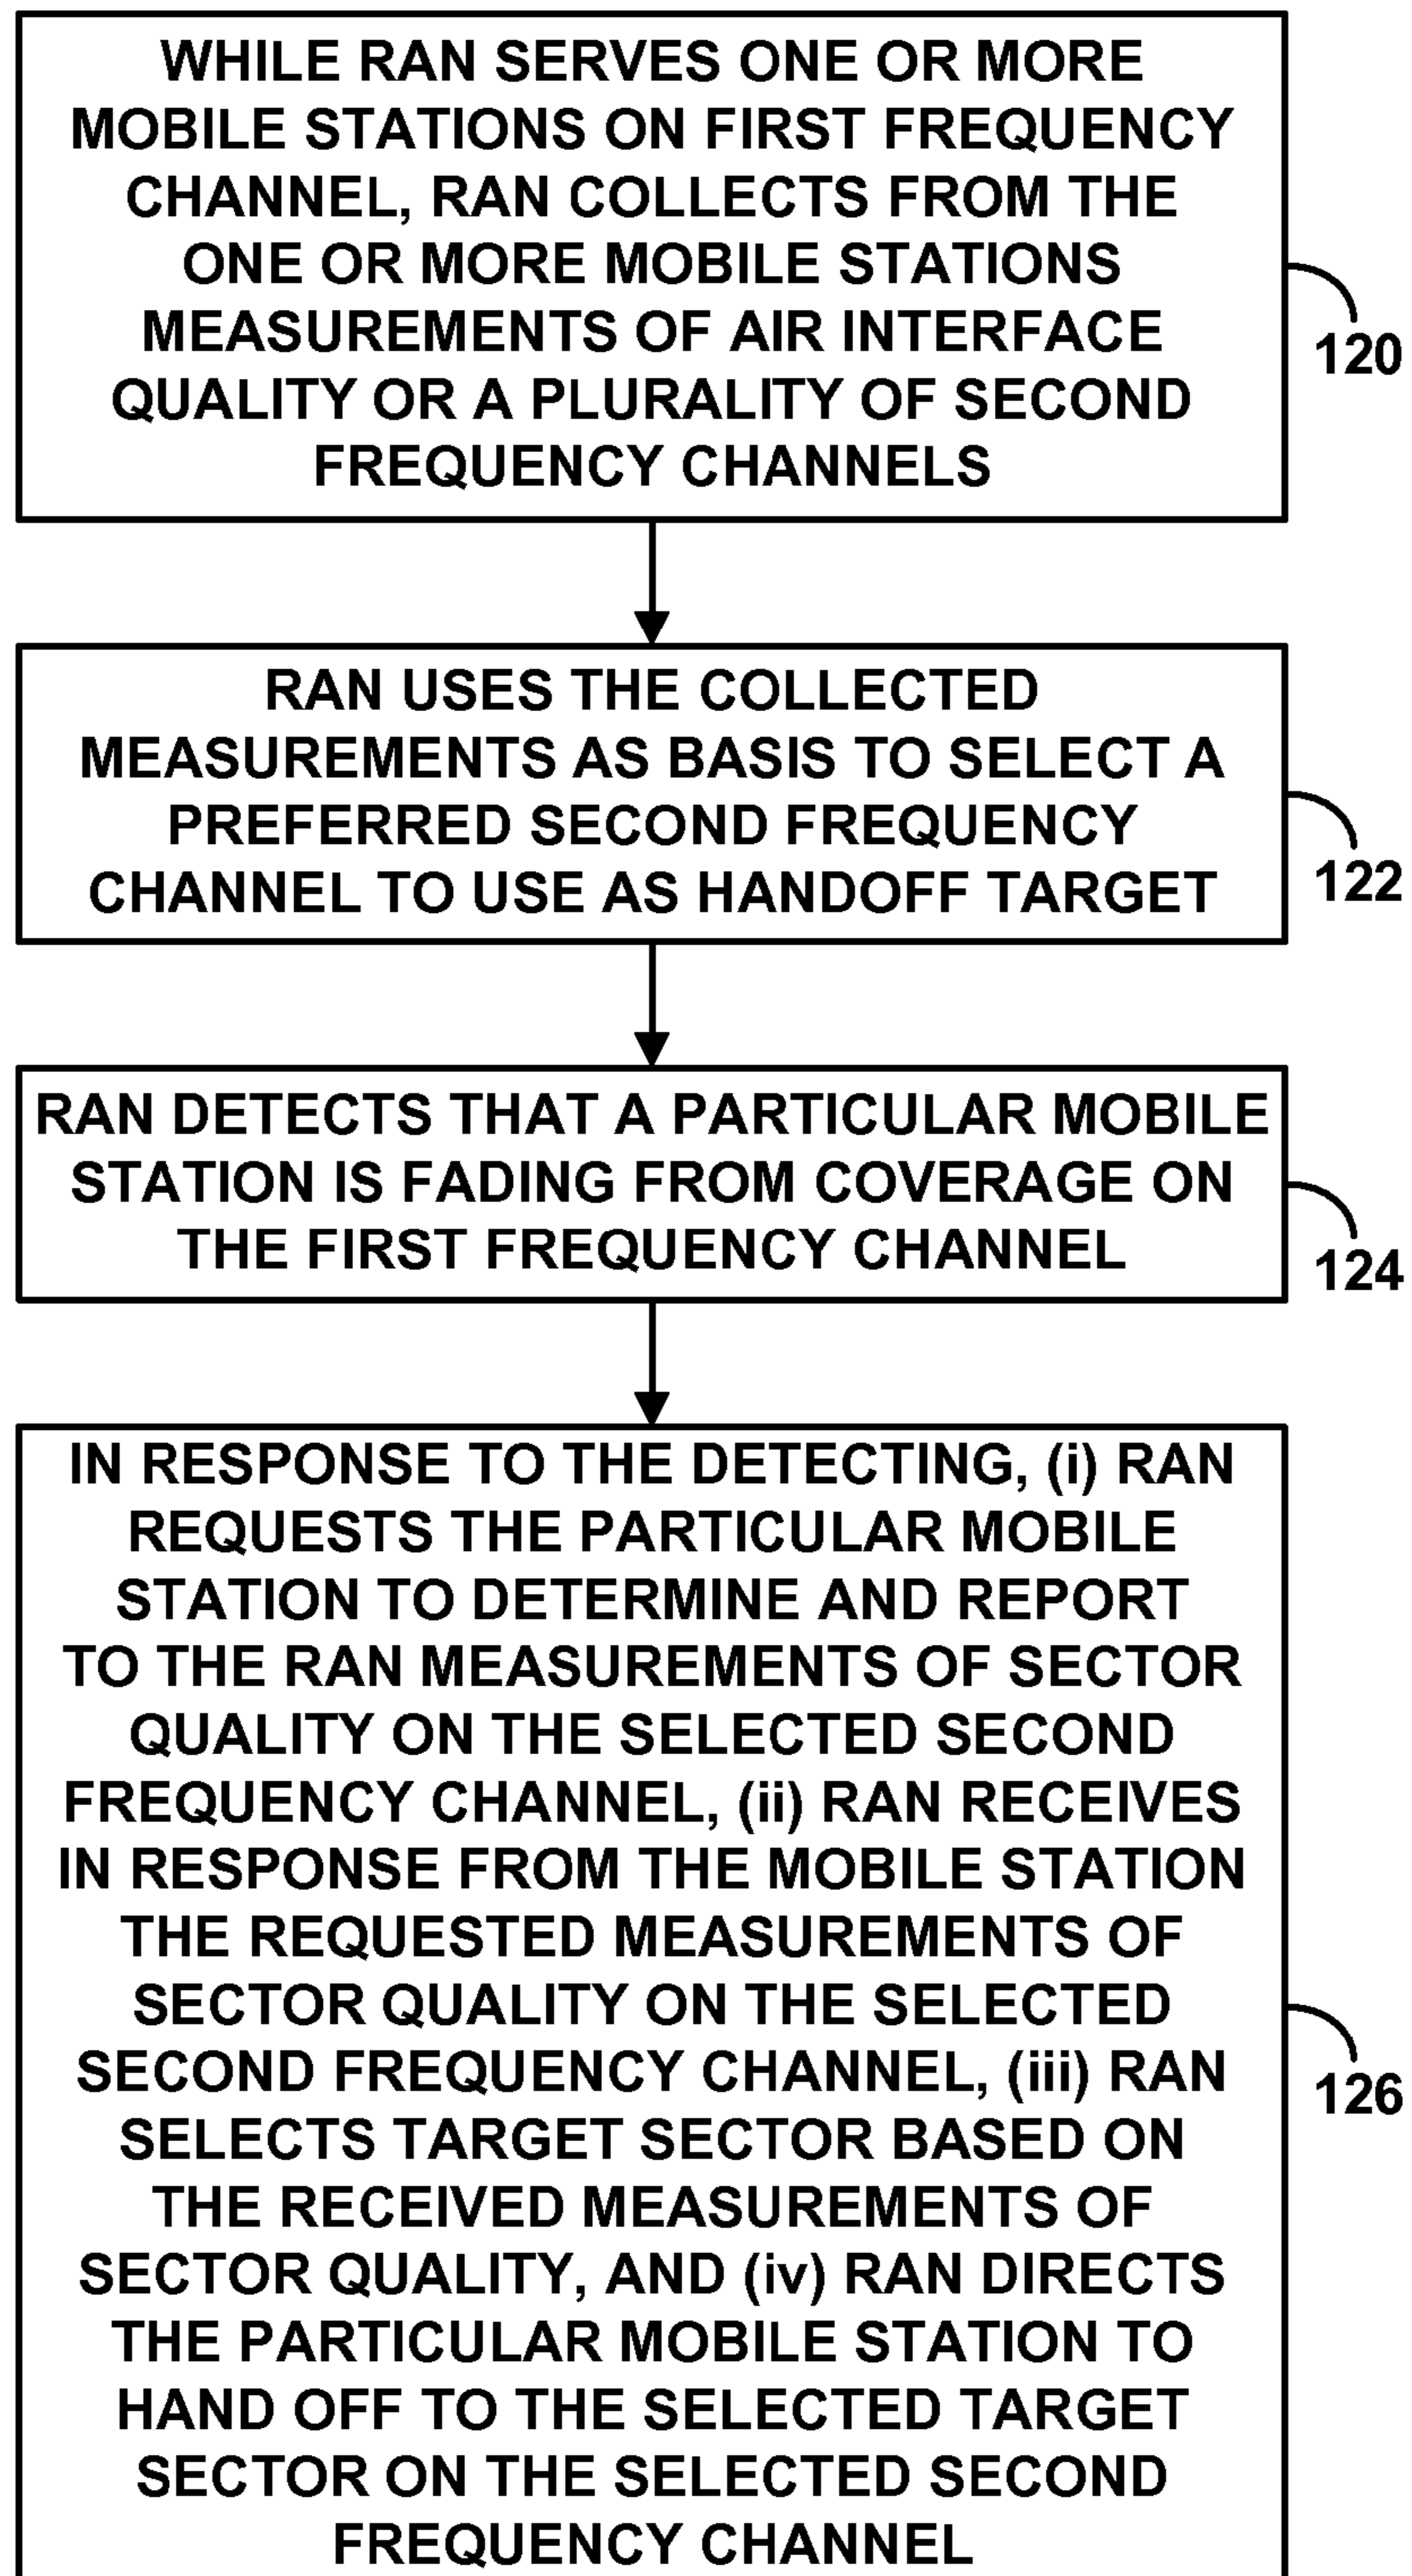 WHILE RAN SERVES ONE OR MORE
MOBILE STATIONS ON FIRST FREQUENCY
CHANNEL, RAN COLLECTS FROM THE
ONE OR MORE MOBILE STATIONS
MEASUREMENTS OF AIR INTERFACE
QUALITY OR A PLURALITY OF SECOND
FREQUENCY CHANNELS
120
RAN USES THE COLLECTED
MEASUREMENTS AS BASIS TO SELECT A
PREFERRED SECOND FREQUENCY
CHANNEL TO USE AS HANDOFF TARGET
122
RAN DETECTS THAT A PARTICULAR MOBILE
STATION IS FADING FROM COVERAGE ON
THE FIRST FREQUENCY CHANNEL
124
IN RESPONSE TO THE DETECTING, (i) RAN
REQUESTS THE PARTICULAR MOBILE
STATION TO DETERMINE AND REPORT
TO THE RAN MEASUREMENTS OF SECTOR
QUALITY ON THE SELECTED SECOND
FREQUENCY CHANNEL, (ii) RAN RECEIVES
IN RESPONSE FROM THE MOBILE STATION
THE REQUESTED MEASUREMENTS OF
SECTOR QUALITY ON THE SELECTED
SECOND FREQUENCY CHANNEL, (iii) RAN
SELECTS TARGET SECTOR BASED ON
THE RECEIVED MEASUREMENTS OF
SECTOR QUALITY, AND (iv) RAN DIRECTS
THE PARTICULAR MOBILE STATION TO
HAND OFF TO THE SELECTED TARGET
SECTOR ON THE SELECTED SECOND
FREQUENCY CHANNEL
126